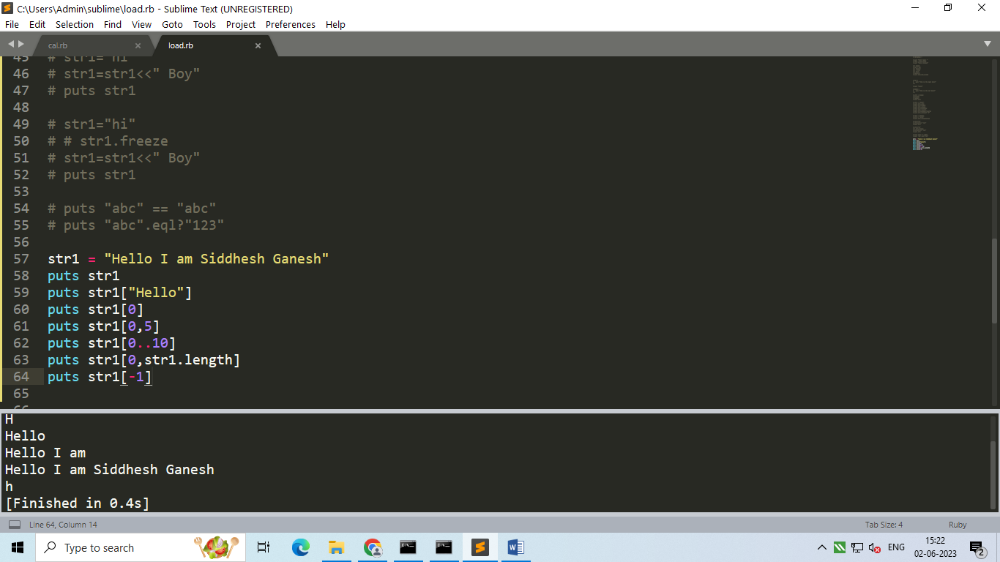 C:\Users\Admin\sublime\load.rb - Sublime Text (UNREGISTERED)
File Edit Selection Find View Goto Tools Project Preferences Help
cal.rb load.rb
45 # str1="hi"
46 # str1=str1<<" Boy"
47 # puts str1
48
49 # str1="hi"
50 # # str1.freeze
51 # str1=str1<<" Boy"
52 # puts str1
53
54 # puts "abc" == "abc"
55 # puts "abc".eql?"123"
56
57 str1 = "Hello I am Siddhesh Ganesh"
58 puts str1
59 puts str1["Hello"]
60 puts str1[0]
61 puts str1[0,5]
62 puts str1[0..10]
63 puts str1[0,str1.length]
64 puts str1[-1]
65
66
H
Hello
Hello I am
Hello I am Siddhesh Ganesh
h
[Finished in 0.4s]
Line 64, Column 14 Tab Size: 4 Ruby
Type to search ENG 15:22
02-06-2023 2